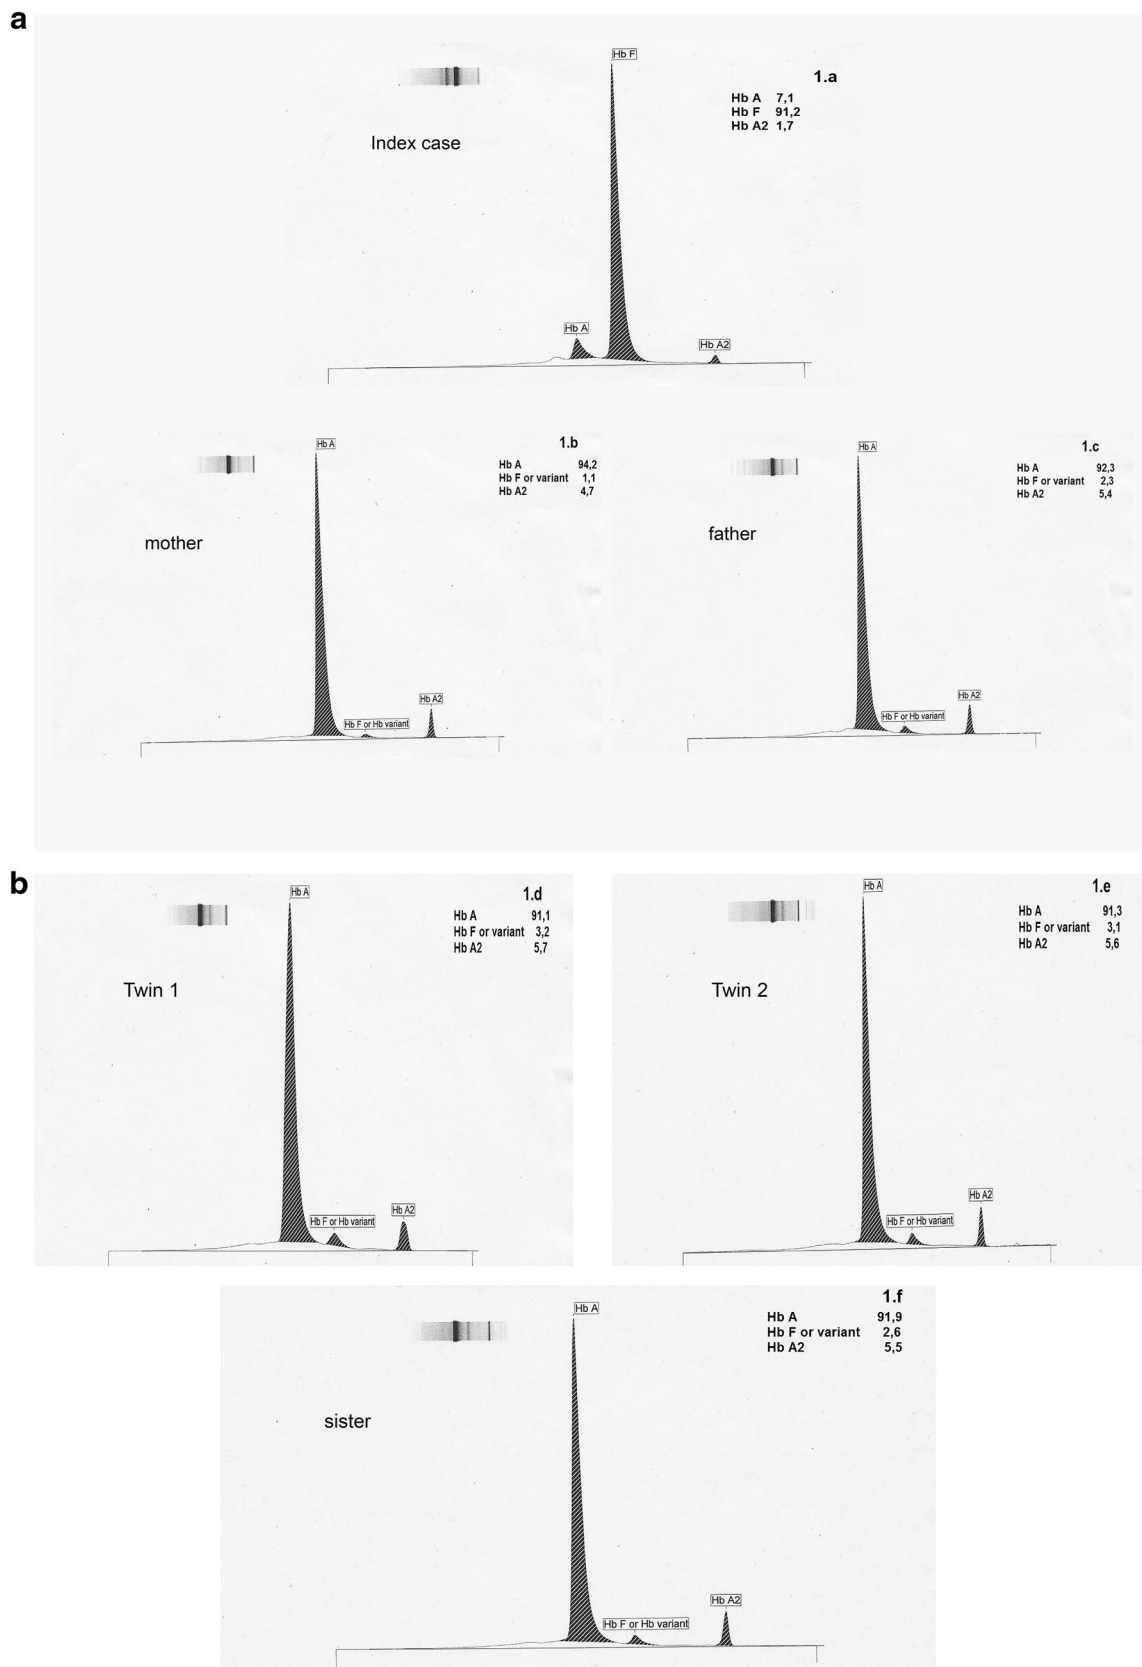 a
Hb F
1.a
Hb A 7,1
Hb F 91,2
Hb A2 1,7
Index case
Hb A
Hb A2
Hb A
1.b
Hb A 94,2
Hb F or variant 1,1
Hb A2 4,7
mother
Hb A2
Hb F or Hb variant
Hb A
1.c
Hb A 92,3
Hb F or variant 2,3
Hb A2 5,4
father
Hb A2
Hb F or Hb variant
b
Hb A
1.d
Hb A 91,1
Hb F or variant 3,2
Hb A2 5,7
Twin 1
Hb A2
Hb F or Hb variant
Hb A
1.e
Hb A 91,3
Hb F or variant 3,1
Hb A2 5,6
Twin 2
Hb A2
Hb F or Hb variant
Hb A
1.f
Hb A 91,9
Hb F or variant 2,6
Hb A2 5,5
sister
Hb A2
Hb F or Hb variant